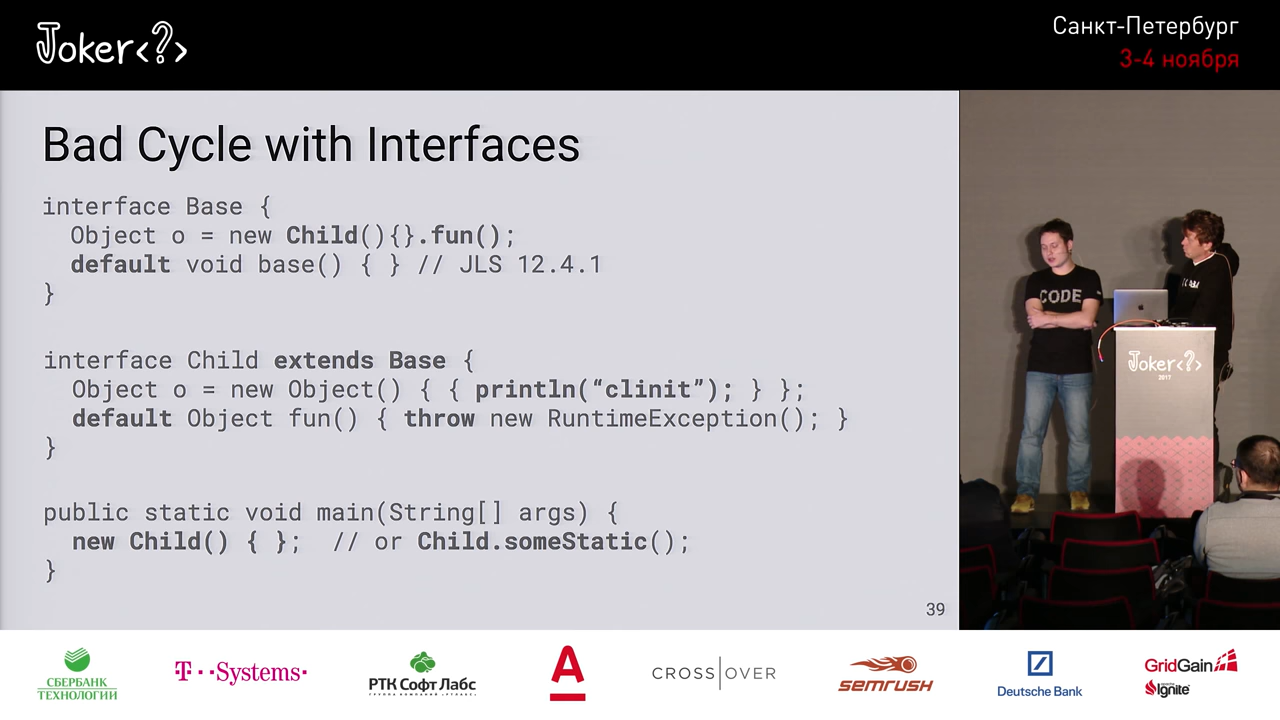 Joker<?>
Санкт-Петербург
3-4 ноября
Bad Cycle with Interfaces
interface Base {
  Object o = new Child(){}.fun();
  default void base() { } // JLS 12.4.1
}
interface Child extends Base {
  Object o = new Object() { { println(“clinit”); } };
  default Object fun() { throw new RuntimeException(); }
}
public static void main(String[] args) {
  new Child() { };  // or Child.someStatic();
}
39
CODE
Joker<?>
2017
СБЕРБАНК
ТЕХНОЛОГИИ
T··Systems·
РТК Софт Лабс
A
CROSS|OVER
semrush
Deutsche Bank
GridGain
Ignite